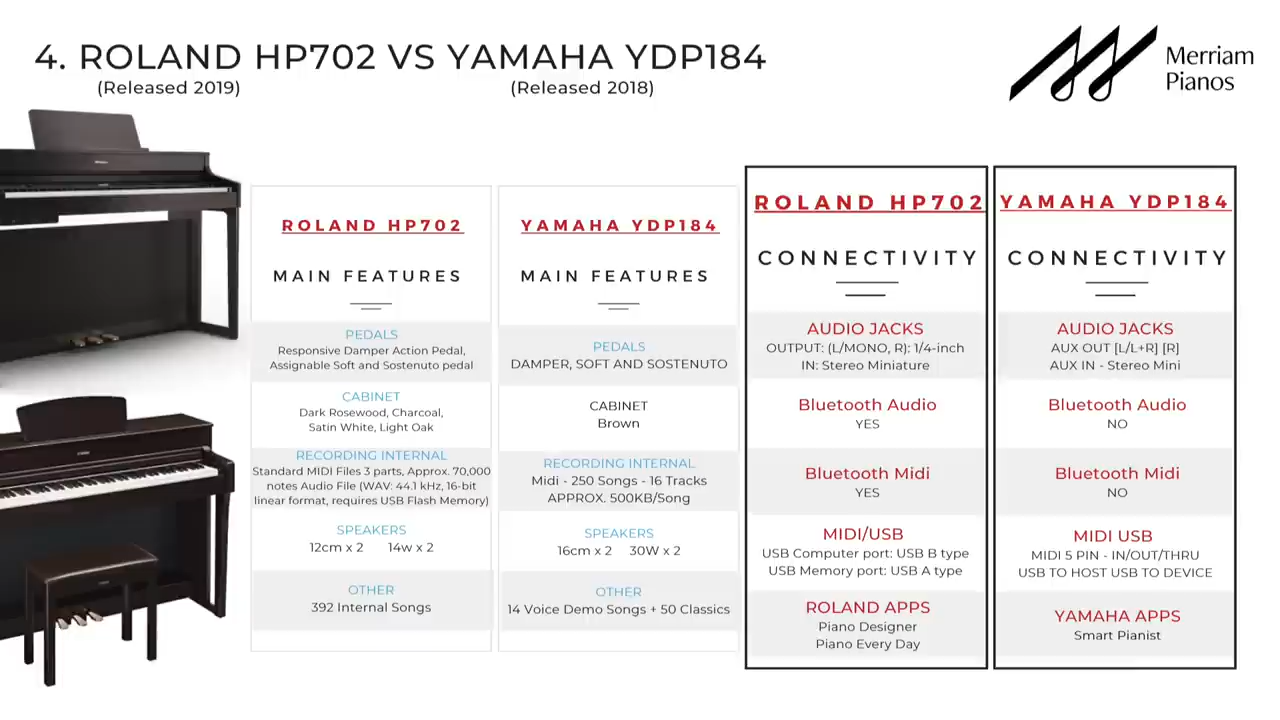 4. ROLAND HP702 VS YAMAHA YDP184
(Released 2019)
(Released 2018)
Merriam
Pianos
ROLAND HP702
MAIN FEATURES
PEDALS
Responsive Damper Action Pedal,
Assignable Soft and Sostenuto pedal
CABINET
Dark Rosewood, Charcoal,
Satin White, Light Oak
RECORDING INTERNAL
Standard MIDI Files 3 parts, Approx. 70,000
notes Audio File (WAV: 44.1 kHz, 16-bit
linear format, requires USB Flash Memory)
SPEAKERS
12cm x 2 14w x 2
OTHER
392 Internal Songs
YAMAHA YDP184
MAIN FEATURES
PEDALS
DAMPER, SOFT AND SOSTENUTO
CABINET
Brown
RECORDING INTERNAL
Midi - 250 Songs - 16 Tracks
APPROX. 500KB/Song
SPEAKERS
16cm x 2 30W x 2
OTHER
14 Voice Demo Songs + 50 Classics
ROLAND HP702
CONNECTIVITY
AUDIO JACKS
OUTPUT: (L/MONO, R): 1/4-inch
IN: Stereo Miniature
Bluetooth Audio
YES
Bluetooth Midi
YES
MIDI/USB
USB Computer port: USB B type
USB Memory port: USB A type
ROLAND APPS
Piano Designer
Piano Every Day
YAMAHA YDP184
CONNECTIVITY
AUDIO JACKS
AUX OUT [L/L+R] [R]
AUX IN - Stereo Mini
Bluetooth Audio
NO
Bluetooth Midi
NO
MIDI USB
MIDI 5 PIN - IN/OUT/THRU
USB TO HOST USB TO DEVICE
YAMAHA APPS
Smart Pianist